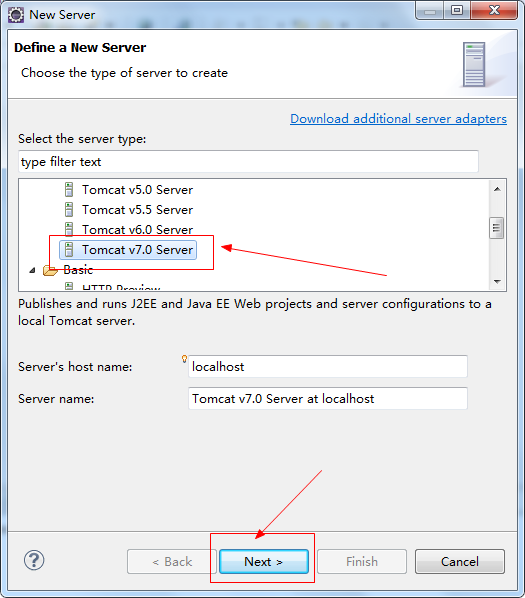 New Server
Define a New Server
Choose the type of server to create
Download additional server adapters
Select the server type:
type filter text
Tomcat v5.0 Server
Tomcat v5.5 Server
Tomcat v6.0 Server
Tomcat v7.0 Server
Basic
HTTP Preview
Publishes and runs J2EE and Java EE Web projects and server configurations to a
local Tomcat server.
Server's host name:
localhost
Server name:
Tomcat v7.0 Server at localhost
< Back
Next >
Finish
Cancel